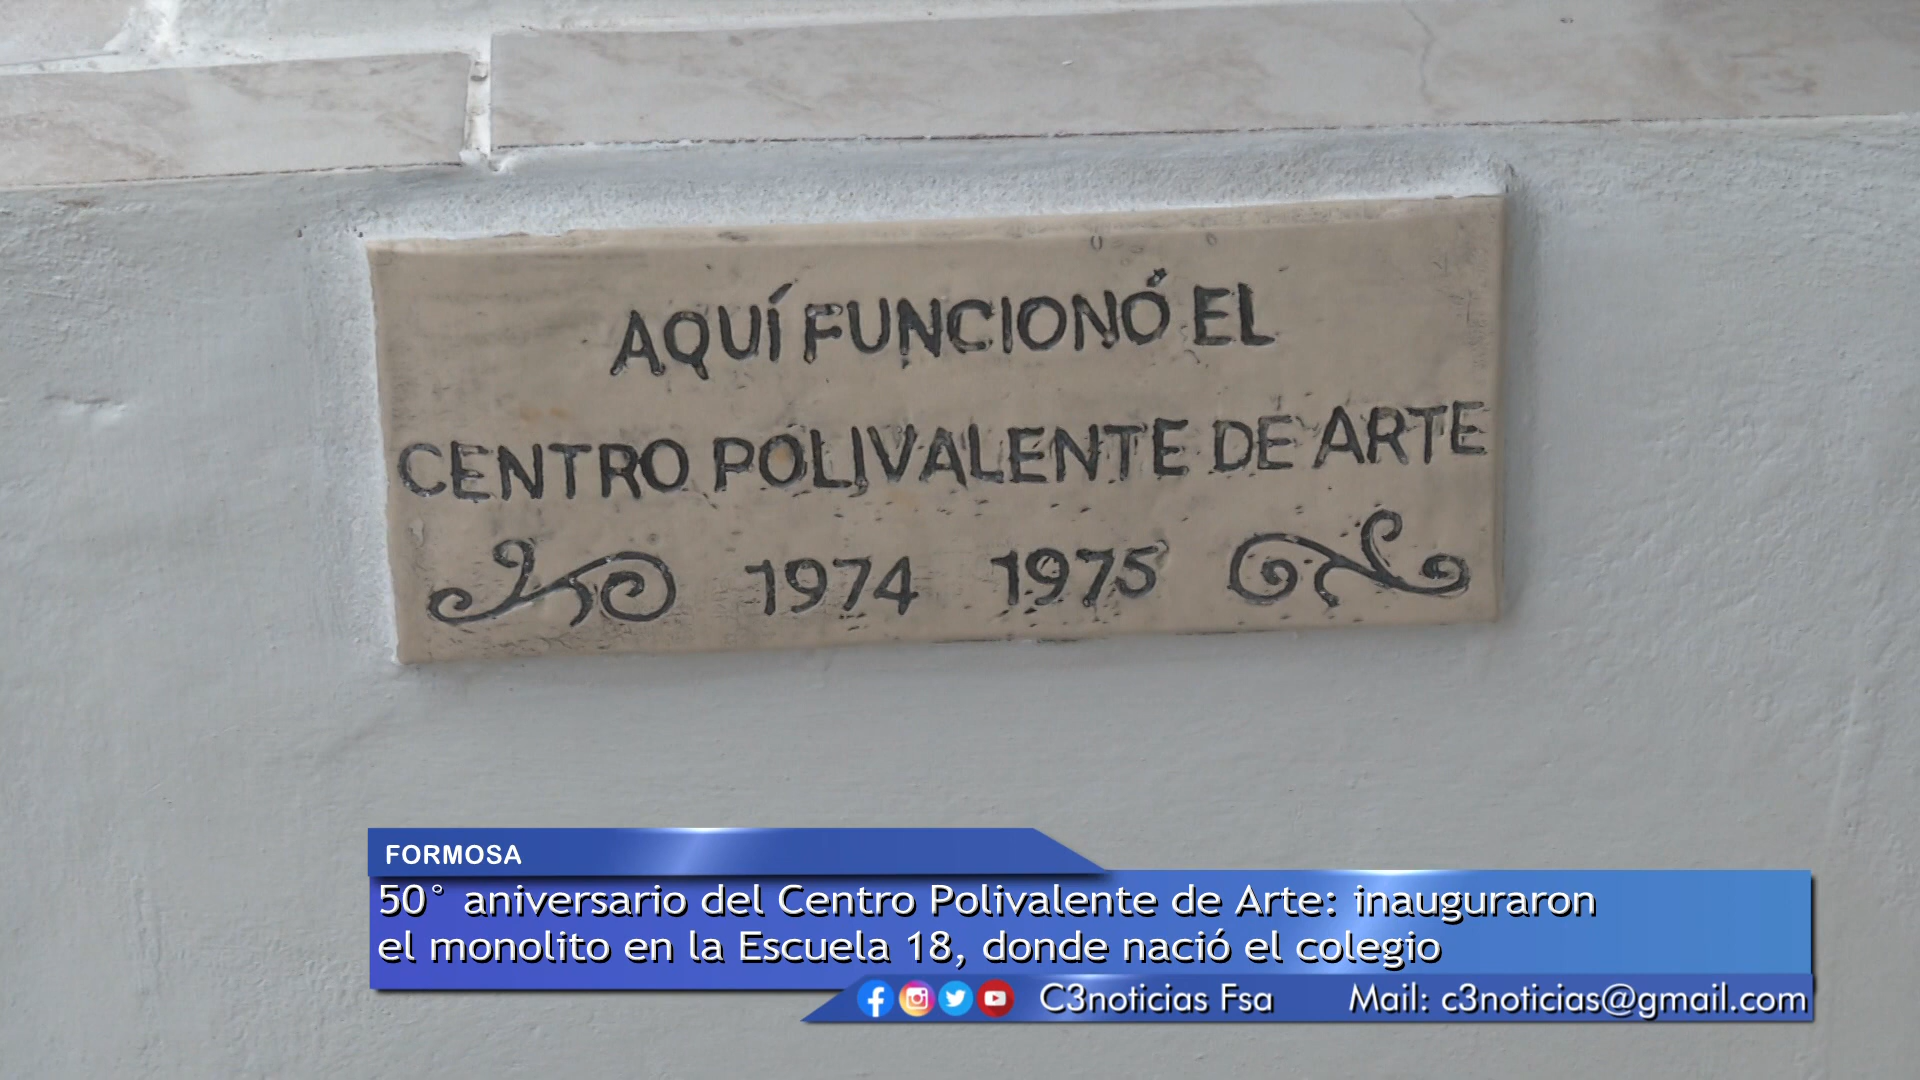 AQUÍ FUNCIONÓ EL
CENTRO POLIVALENTE DE ARTE
1974 1975
FORMOSA
50° aniversario del Centro Polivalente de Arte: inauguraron
el monolito en la Escuela 18, donde nació el colegio
C3noticias Fsa Mail: c3noticias@gmail.com